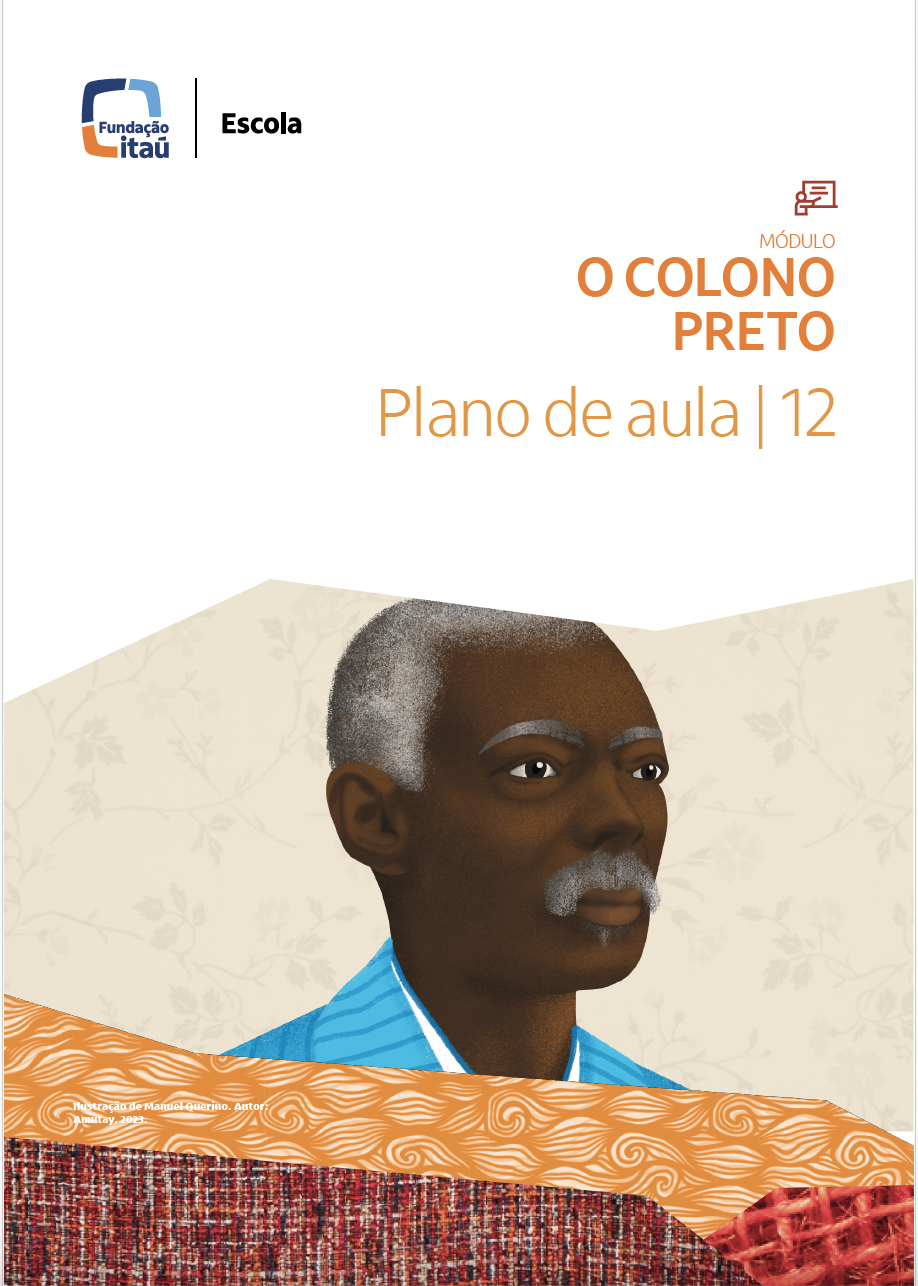 Fundação
itaú
Escola
MÓDULO
O COLONO
PRETO
Plano de aula | 12
Ilustração de Manuel Querino. Autor:
Amutay, 2023.